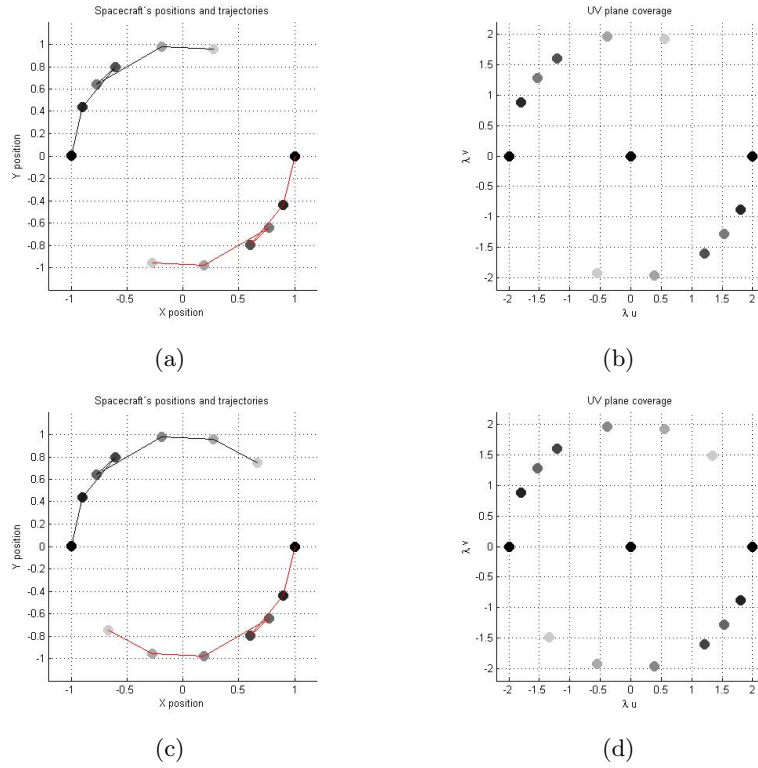 Spacecraft´s positions and trajectories
1
0.8
0.6
0.4
0.2
0
-0.2
-0.4
-0.6
-0.8
-1
Y position
-1 -0.5 0 0.5 1
X position
(a)
UV plane coverage
2
1.5
1
0.5
0
-0.5
-1
-1.5
-2
λ v
-2 -1.5 -1 -0.5 0 0.5 1 1.5 2
λ u
(b)
Spacecraft´s positions and trajectories
1
0.8
0.6
0.4
0.2
0
-0.2
-0.4
-0.6
-0.8
-1
Y position
-1 -0.5 0 0.5 1
X position
(c)
UV plane coverage
2
1.5
1
0.5
0
-0.5
-1
-1.5
-2
λ v
-2 -1.5 -1 -0.5 0 0.5 1 1.5 2
λ u
(d)